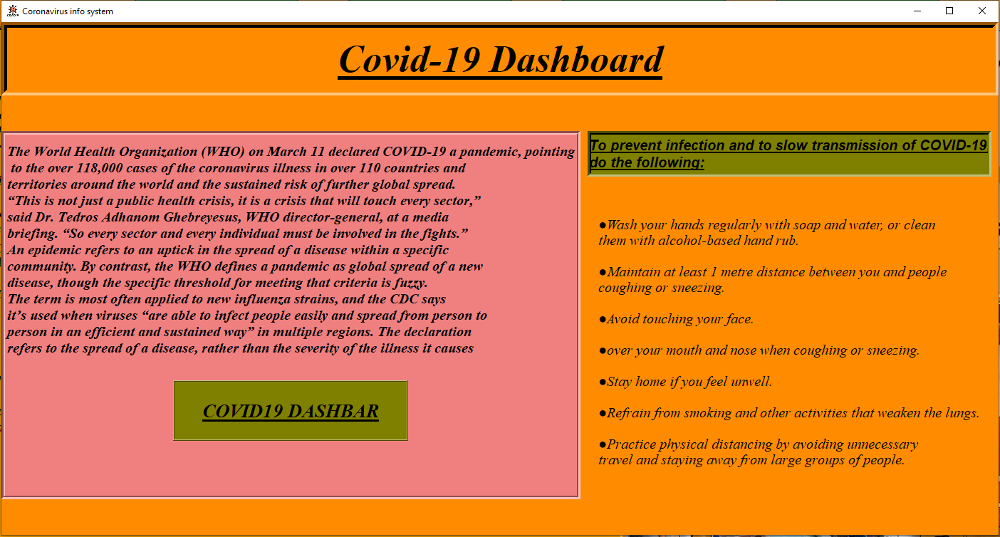 Coronavirus info system
Covid-19 Dashboard
The World Health Organization (WHO) on March 11 declared COVID-19 a pandemic, pointing
to the over 118,000 cases of the coronavirus illness in over 110 countries and
territories around the world and the sustained risk of further global spread.
“This is not just a public health crisis, it is a crisis that will touch every sector,”
said Dr. Tedros Adhanom Ghebreyesus, WHO director-general, at a media
briefing. “So every sector and every individual must be involved in the fights.”
An epidemic refers to an uptick in the spread of a disease within a specific
community. By contrast, the WHO defines a pandemic as global spread of a new
disease, though the specific threshold for meeting that criteria is fuzzy.
The term is most often applied to new influenza strains, and the CDC says
it’s used when viruses “are able to infect people easily and spread from person to
person in an efficient and sustained way” in multiple regions. The declaration
refers to the spread of a disease, rather than the severity of the illness it causes
COVID19 DASHBAR
To prevent infection and to slow transmission of COVID-19
do the following:
●Wash your hands regularly with soap and water, or clean
them with alcohol-based hand rub.
●Maintain at least 1 metre distance between you and people
coughing or sneezing.
●Avoid touching your face.
●over your mouth and nose when coughing or sneezing.
●Stay home if you feel unwell.
●Refrain from smoking and other activities that weaken the lungs.
●Practice physical distancing by avoiding unnecessary
travel and staying away from large groups of people.